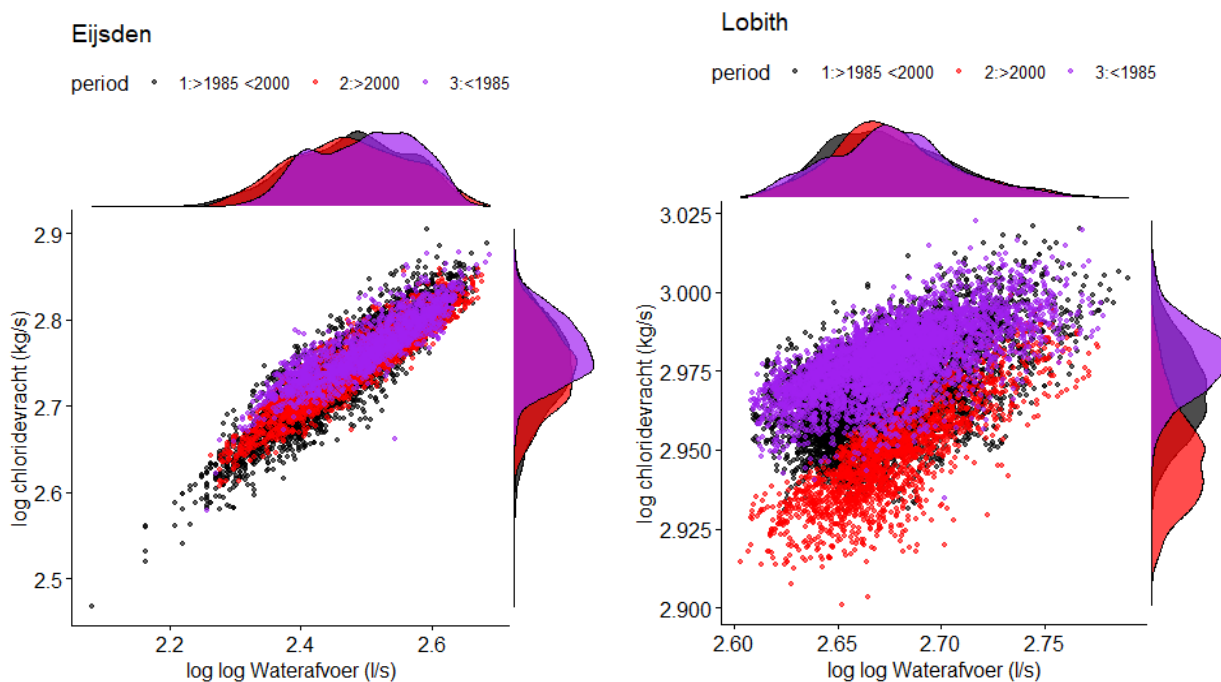 Eijsden
period 1:>1985 <2000 2:>2000 3:<1985
2.9
2.8
2.7
2.6
2.5
log chloridevracht (kg/s)
2.2 2.4 2.6
log log Waterafvoer (l/s)
Lobith
period 1:>1985 <2000 2:>2000 3:<1985
3.025
3.000
2.975
2.950
2.925
2.900
log chloridevracht (kg/s)
2.60 2.65 2.70 2.75
log log Waterafvoer (l/s)